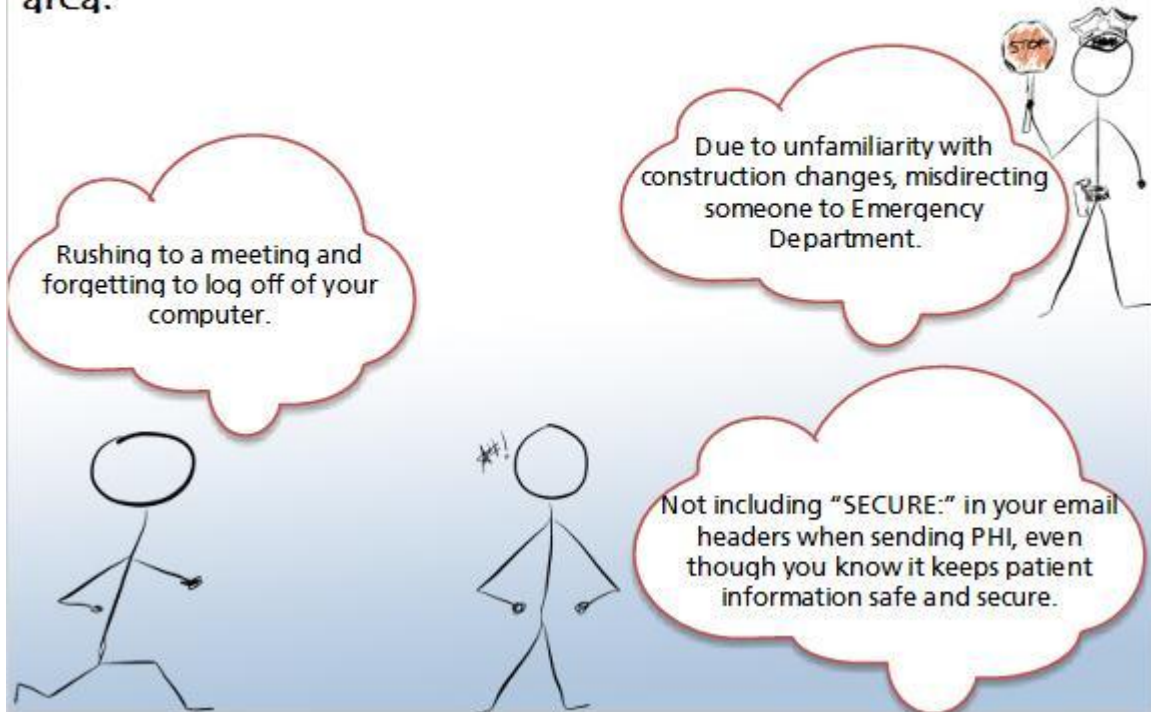 area.
Due to unfamiliarity with
construction changes, misdirecting
someone to Emergency
Department.
STOP
Rushing to a meeting and
forgetting to log off of your
computer.
#!
Not including “SECURE:” in your email
headers when sending PHI, even
though you know it keeps patient
information safe and secure.